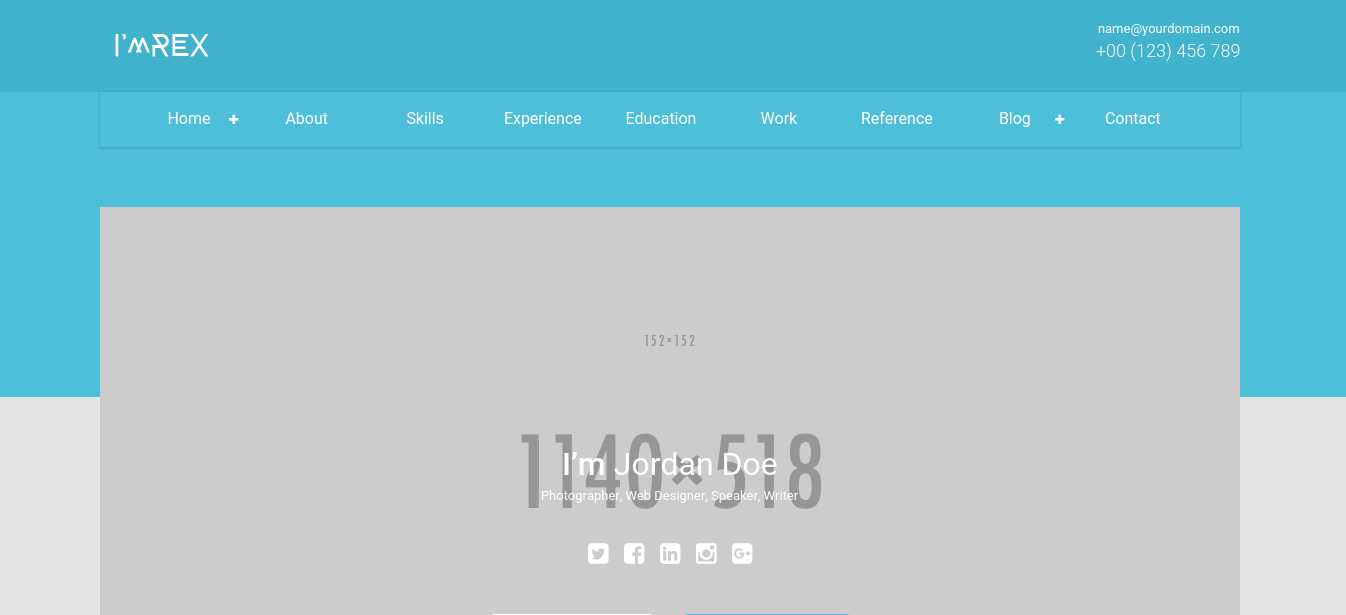 I'MREX
name@yourdomain.com
+00 (123) 456 789
Home + About Skills Experience Education Work Reference Blog + Contact
152×152
1140×518
I'm Jordan Doe
Photographer, Web Designer, Speaker, Writer